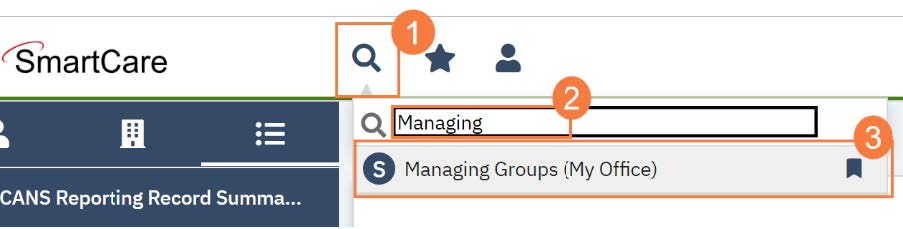 1
SmartCare
2
Managing
3
S Managing Groups (My Office)
CANS Reporting Record Summa...